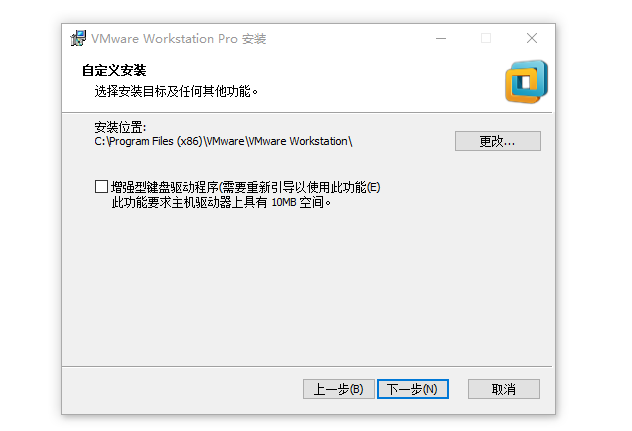 VMware Workstation Pro 安装
自定义安装
选择安装目标及任何其他功能。
安装位置:
C:\Program Files (x86)\VMware\VMware Workstation\
更改...
增强型键盘驱动程序(需要重新引导以使用此功能(E)
此功能要求主机驱动器上具有 10MB 空间。
上一步(B)
下一步(N)
取消